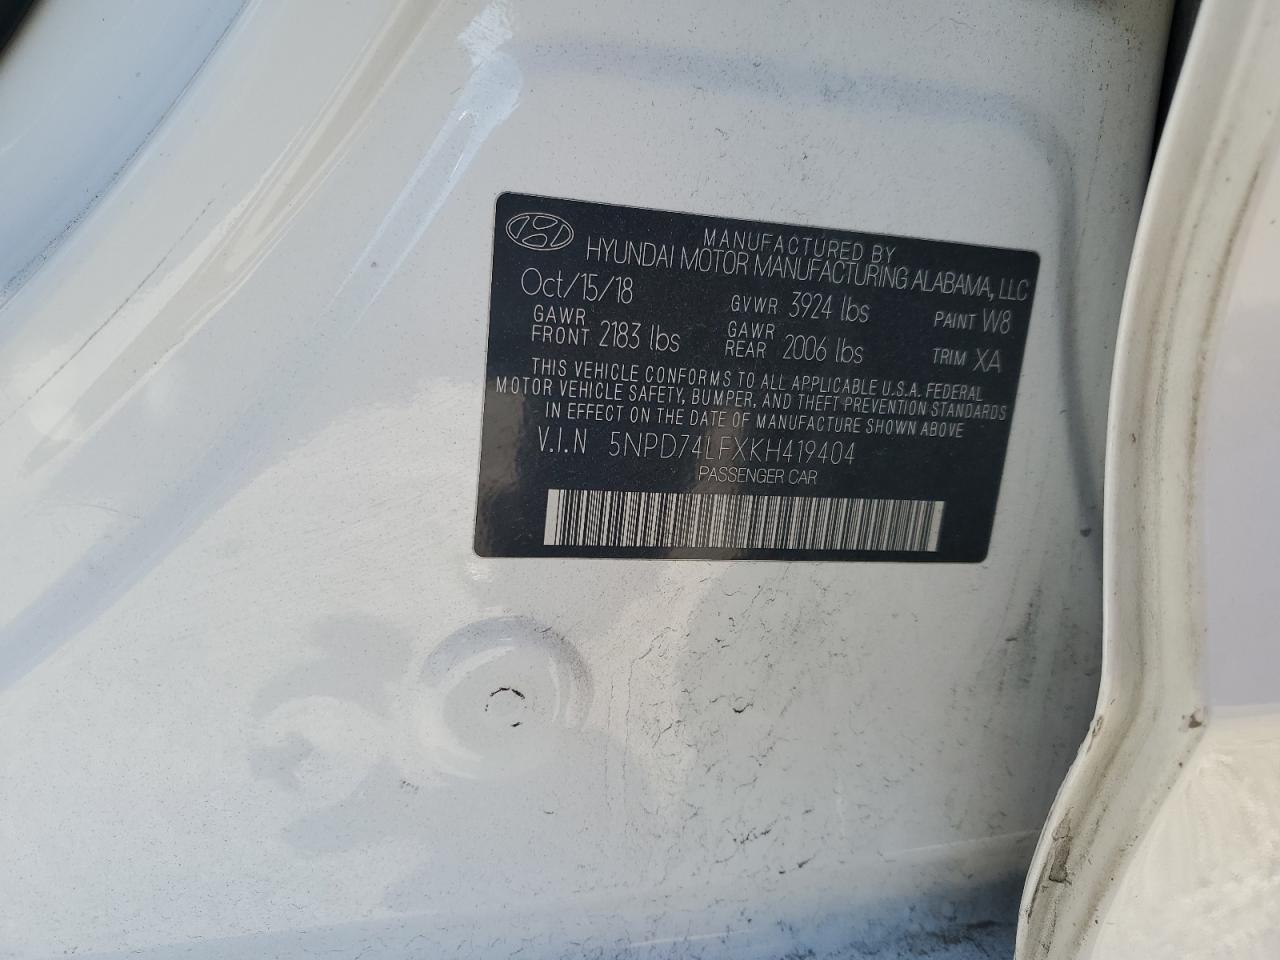 MANUFACTURED BY
HYUNDAI MOTOR MANUFACTURING ALABAMA, LLC
Oct/15/18 GVWR 3924 lbs PAINT W8
GAWR FRONT 2183 lbs GAWR REAR 2006 lbs TRIM XA
THIS VEHICLE CONFORMS TO ALL APPLICABLE U.S.A. FEDERAL
MOTOR VEHICLE SAFETY, BUMPER, AND THEFT PREVENTION STANDARDS
IN EFFECT ON THE DATE OF MANUFACTURE SHOWN ABOVE
V.I.N 5NPD74LFXKH419404
PASSENGER CAR